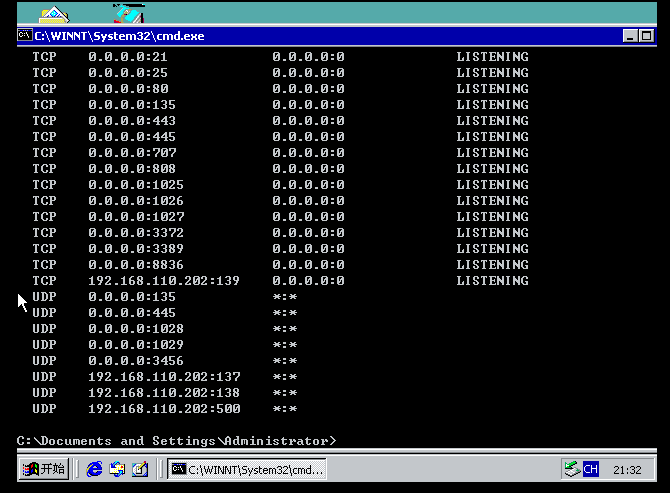 C:\WINNT\System32\cmd.exe
TCP 0.0.0.0:21 0.0.0.0:0 LISTENING
TCP 0.0.0.0:25 0.0.0.0:0 LISTENING
TCP 0.0.0.0:80 0.0.0.0:0 LISTENING
TCP 0.0.0.0:135 0.0.0.0:0 LISTENING
TCP 0.0.0.0:443 0.0.0.0:0 LISTENING
TCP 0.0.0.0:445 0.0.0.0:0 LISTENING
TCP 0.0.0.0:707 0.0.0.0:0 LISTENING
TCP 0.0.0.0:808 0.0.0.0:0 LISTENING
TCP 0.0.0.0:1025 0.0.0.0:0 LISTENING
TCP 0.0.0.0:1026 0.0.0.0:0 LISTENING
TCP 0.0.0.0:1027 0.0.0.0:0 LISTENING
TCP 0.0.0.0:3372 0.0.0.0:0 LISTENING
TCP 0.0.0.0:3389 0.0.0.0:0 LISTENING
TCP 0.0.0.0:8836 0.0.0.0:0 LISTENING
TCP 192.168.110.202:139 0.0.0.0:0 LISTENING
UDP 0.0.0.0:135 *:*
UDP 0.0.0.0:445 *:*
UDP 0.0.0.0:1028 *:*
UDP 0.0.0.0:1029 *:*
UDP 0.0.0.0:3456 *:*
UDP 192.168.110.202:137 *:*
UDP 192.168.110.202:138 *:*
UDP 192.168.110.202:500 *:*
C:\Documents and Settings\Administrator>
开始 C:\WINNT\System32\cmd... CH 21:32